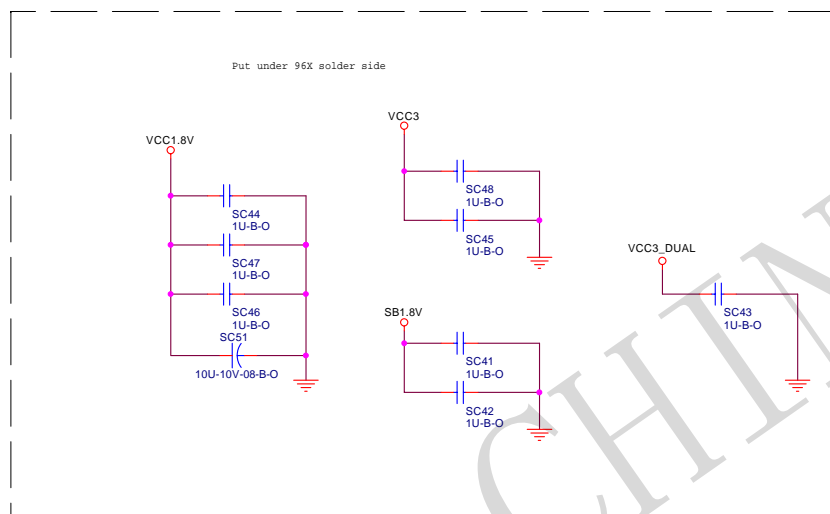 Put under 96X solder side
VCC1.8V
SC44
1U-B-O
SC47
1U-B-O
SC46
1U-B-O
SC51
10U-10V-08-B-O
VCC3
SC48
1U-B-O
SC45
1U-B-O
SB1.8V
SC41
1U-B-O
SC42
1U-B-O
VCC3_DUAL
SC43
1U-B-O
CHIN